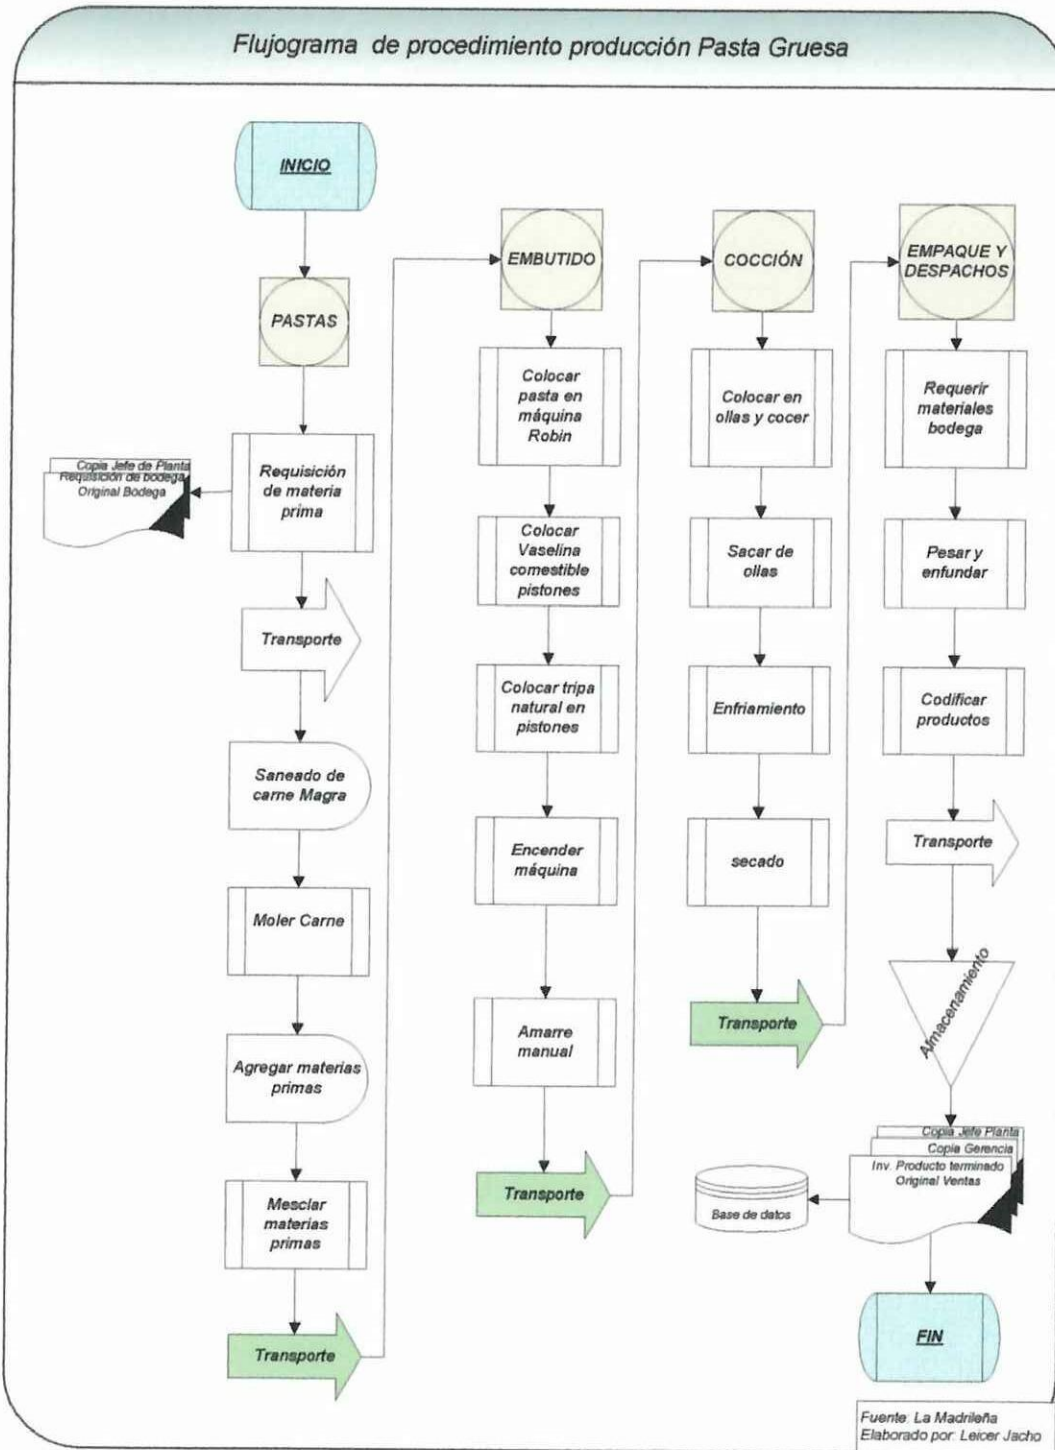 Flujograma de procedimiento producción Pasta Gruesa
INICIO
PASTAS
Requisición
de materia
prima
Copia Jefe de Planta
Requisición de bodega
Original Bodega
Transporte
Saneado de
carne Magra
Moler Carne
Agregar materias
primas
Mesclar
materias
primas
Transporte
EMBUTIDO
Colocar
pasta en
máquina
Robin
Colocar
Vaselina
comestible
pistones
Colocar tripa
natural en
pistones
Encender
máquina
Amarre
manual
Transporte
COCCIÓN
Colocar en
ollas y cocer
Sacar de
ollas
Enfriamiento
secado
Transporte
EMPAQUE Y
DESPACHOS
Requerir
materiales
bodega
Pesar y
enfundar
Codificar
productos
Transporte
Almacenamiento
Copia Jefe Planta
Copia Gerencia
Inv. Producto terminado
Original Ventas
Base de datos
FIN
Fuente: La Madrileña
Elaborado por: Leicer Jacho